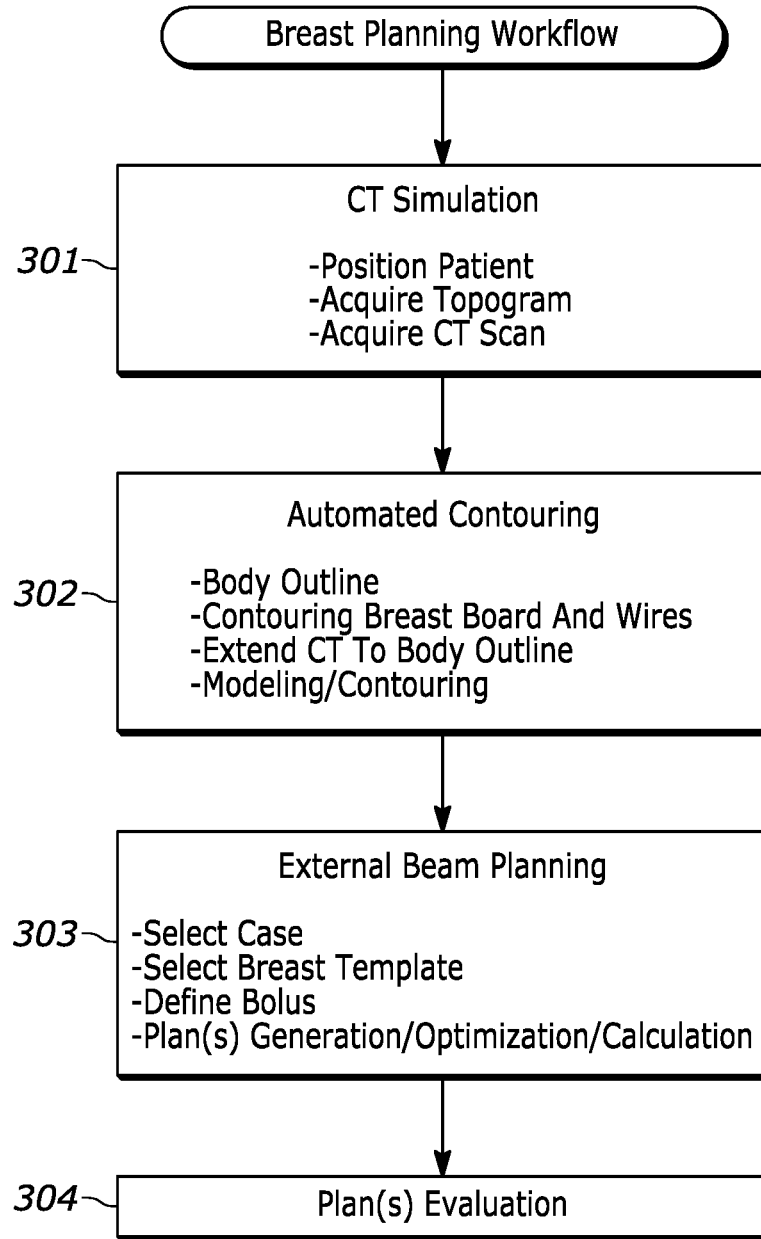 Breast Planning Workflow
CT Simulation
301
-Position Patient
-Acquire Topogram
-Acquire CT Scan
Automated Contouring
302
-Body Outline
-Contouring Breast Board And Wires
-Extend CT To Body Outline
-Modeling/Contouring
External Beam Planning
303
-Select Case
-Select Breast Template
-Define Bolus
-Plan(s) Generation/Optimization/Calculation
304
Plan(s) Evaluation